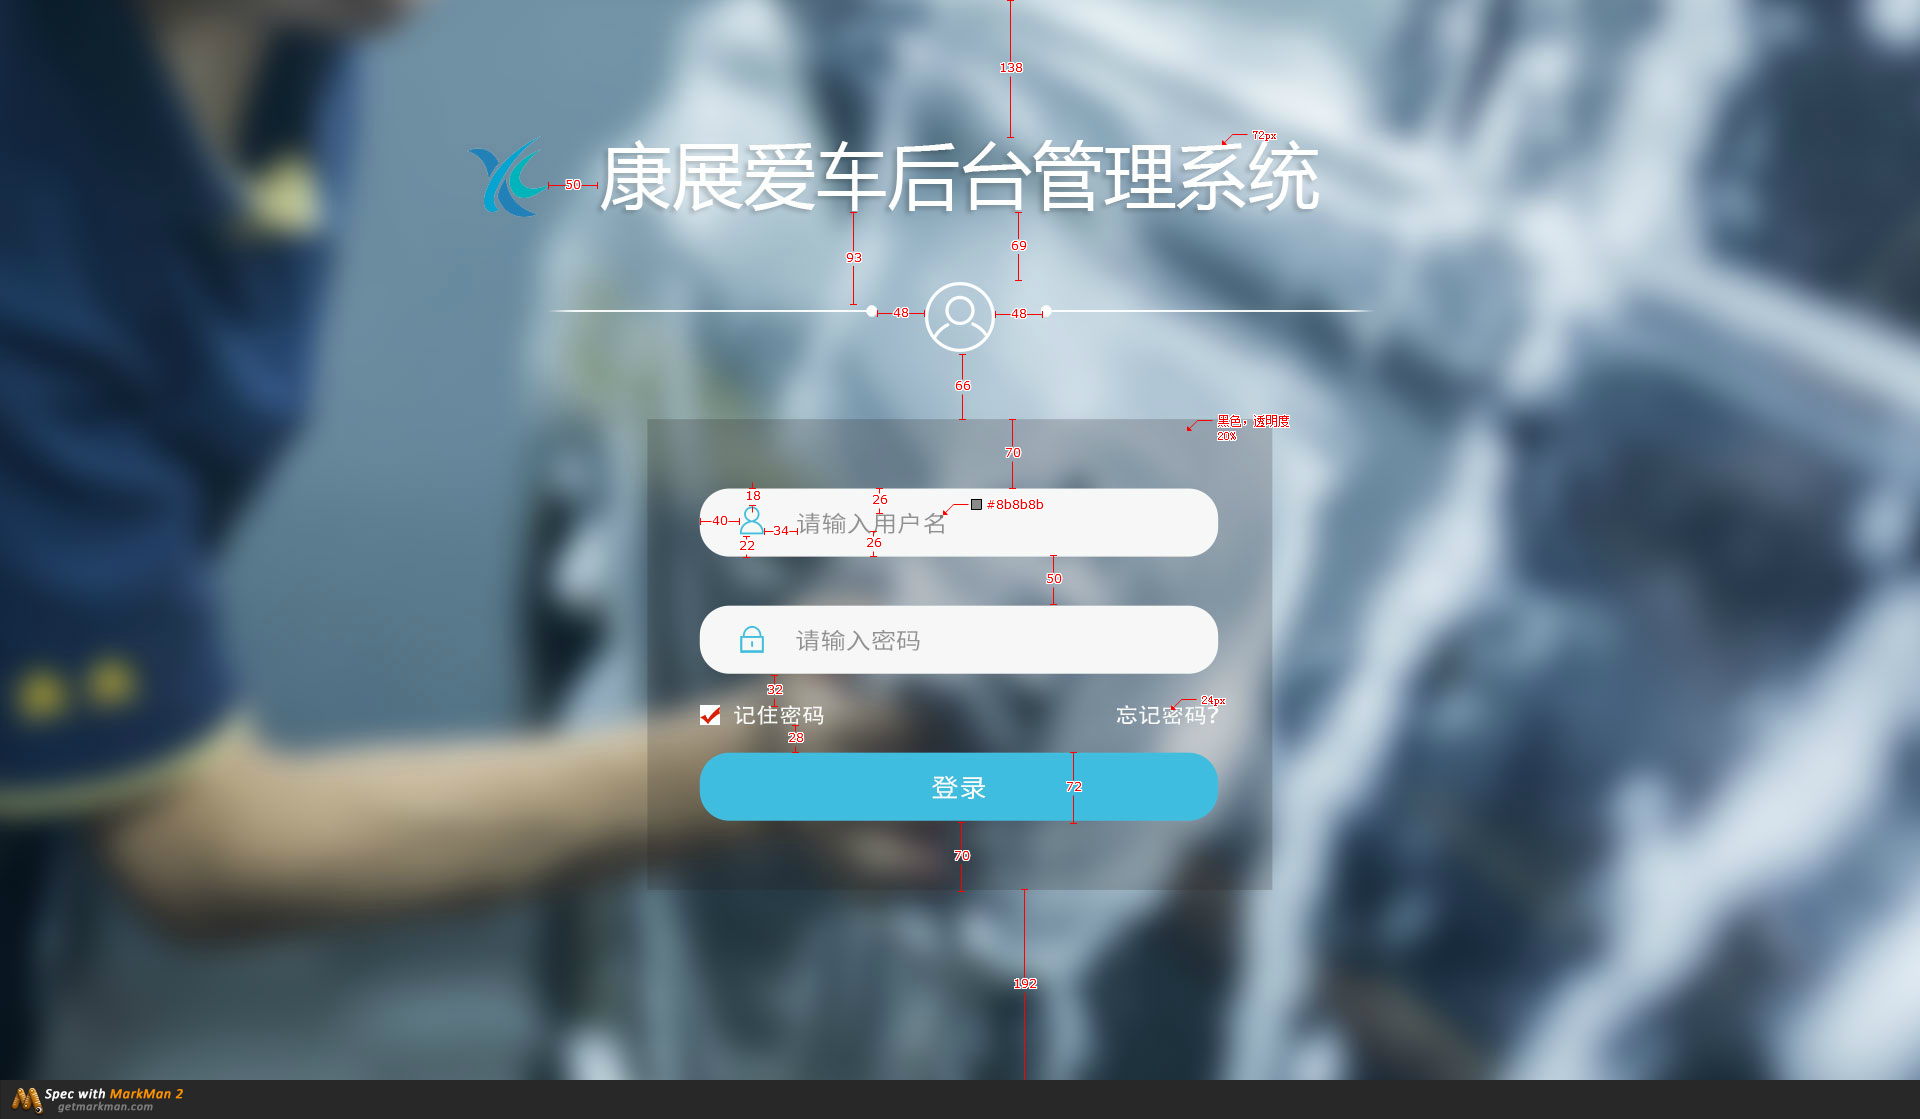 138
72px
康展爱车后台管理系统
50
69
93
48
48
66
黑色，透明度
20%
70
18
26
#8b8b8b
40
34
请输入用户名
22
26
50
请输入密码
32
24px
记住密码
忘记密码?
28
登录
72
70
192
Spec with MarkMan 2
getmarkman.com